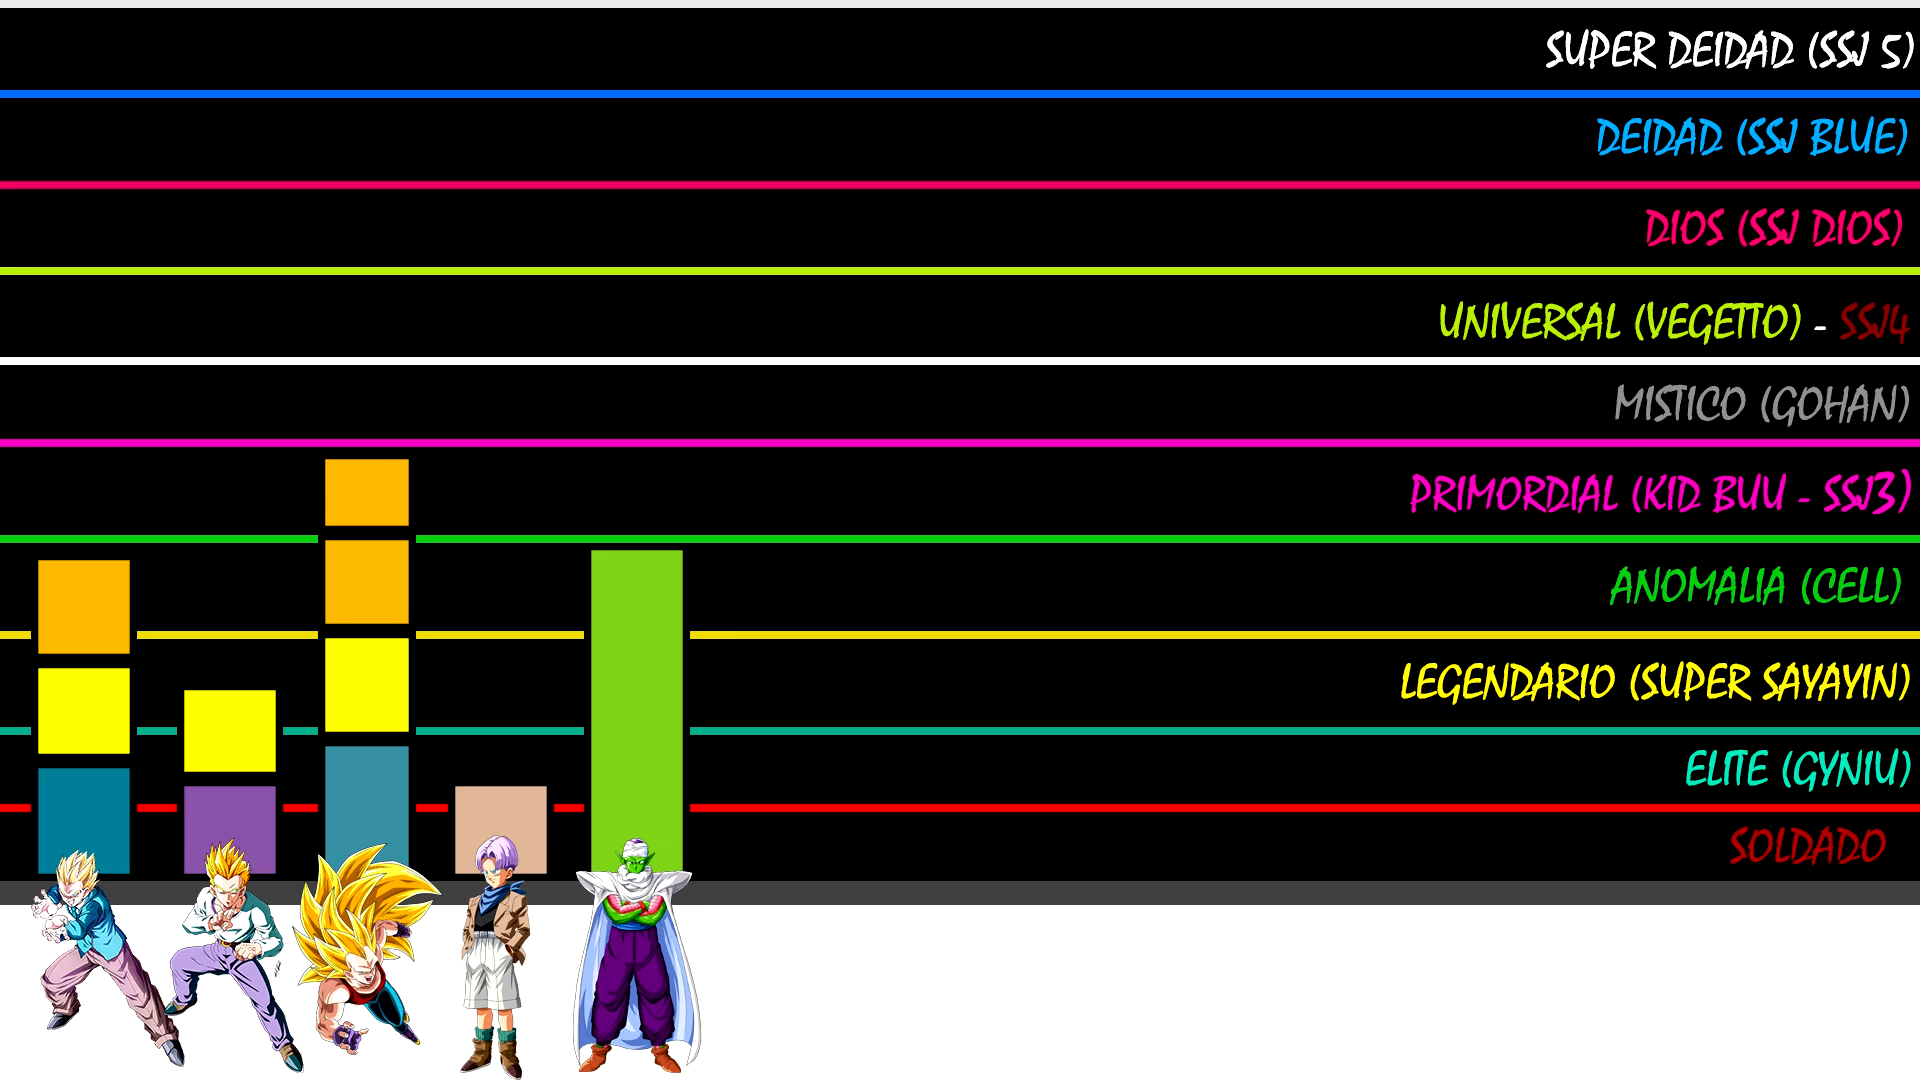 SUPER DEIDAD (SSJ 5)
DEIDAD (SSJ BLUE)
DIOS (SSJ DIOS)
UNIVERSAL (VEGETTO) - SSJ4
MISTICO (GOHAN)
PRIMORDIAL (KID BUU - SSJ3)
ANOMALIA (CELL)
LEGENDARIO (SUPER SAYAYIN)
ELITE (GYNIU)
SOLDADO